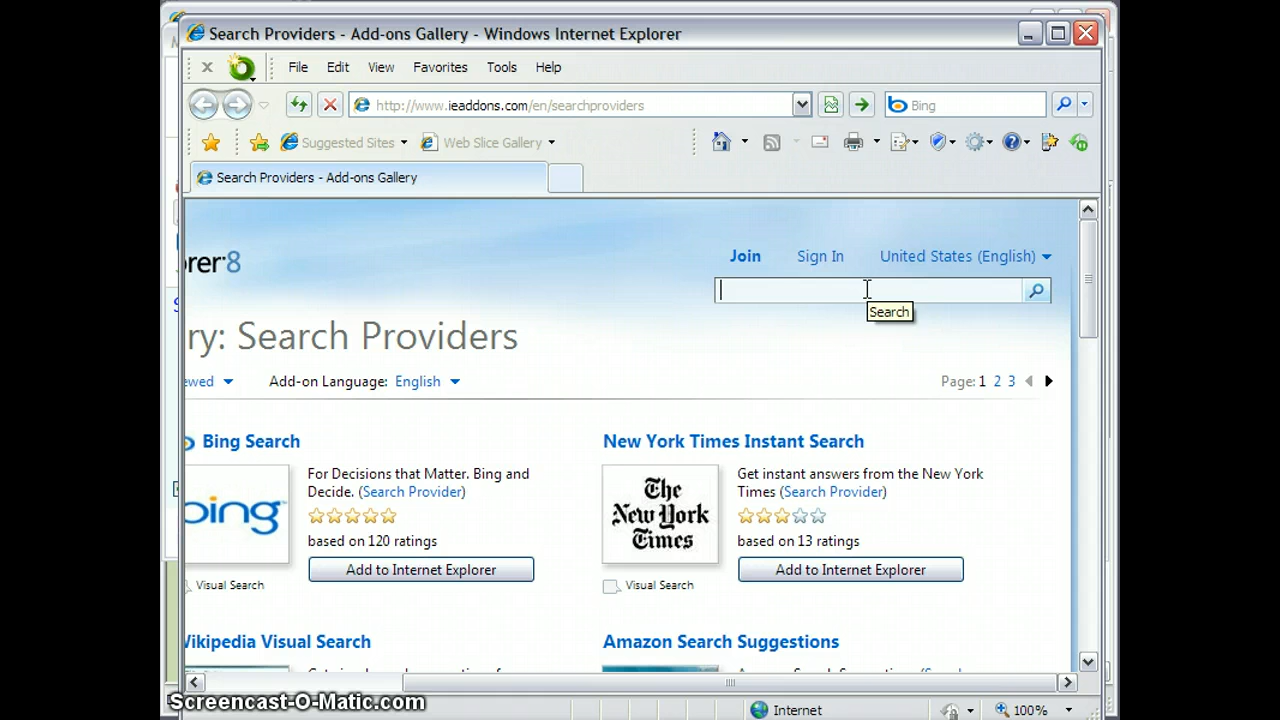 Search Providers - Add-ons Gallery - Windows Internet Explorer
File Edit View Favorites Tools Help
http://www.ieaddons.com/en/searchproviders
Bing
Suggested Sites
Web Slice Gallery
Search Providers - Add-ons Gallery
rer 8
Join Sign In United States (English)
Search
ry: Search Providers
ewed Add-on Language: English Page: 1 2 3
Bing Search
bing
For Decisions that Matter. Bing and
Decide. (Search Provider)
based on 120 ratings
Add to Internet Explorer
Visual Search
New York Times Instant Search
The
New York
Times
Get instant answers from the New York
Times (Search Provider)
based on 13 ratings
Add to Internet Explorer
Visual Search
Wikipedia Visual Search
Amazon Search Suggestions
Screencast-O-Matic.com
Internet
100%